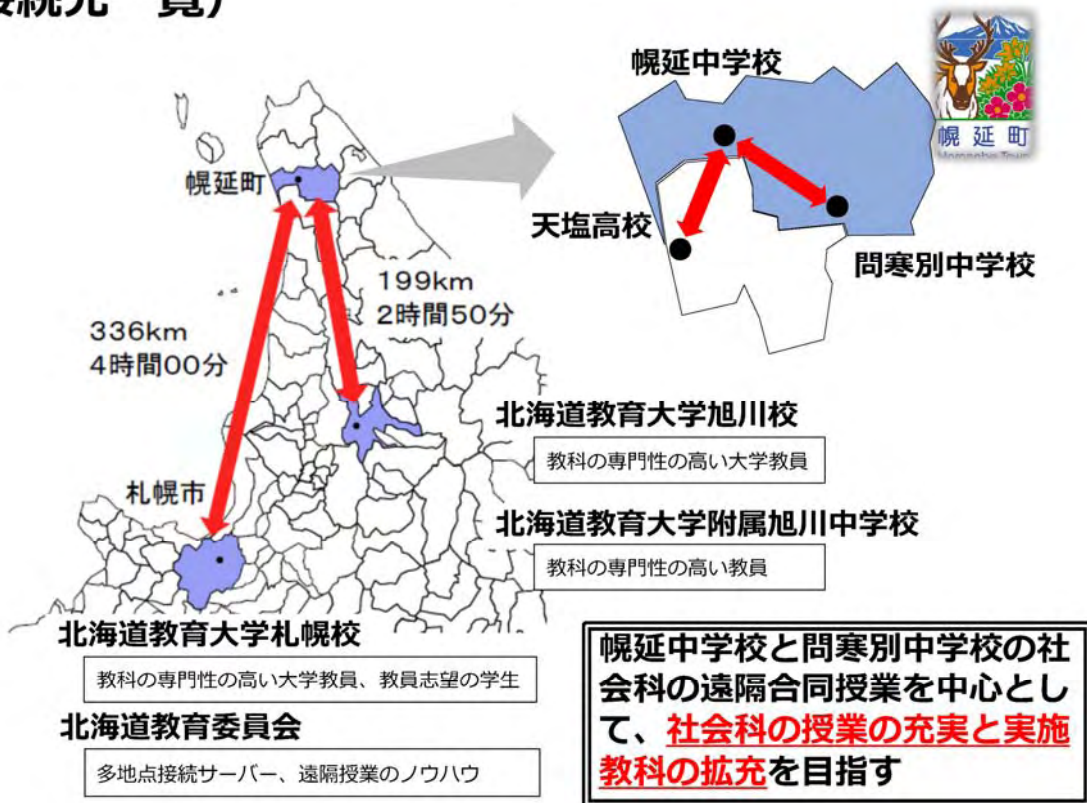 接続先一覧）
幌延中学校
幌延町
Horonobe Town
幌延町
天塩高校
問寒別中学校
199km
2時間50分
336km
4時間00分
北海道教育大学旭川校
教科の専門性の高い大学教員
札幌市
北海道教育大学附属旭川中学校
教科の専門性の高い教員
北海道教育大学札幌校
教科の専門性の高い大学教員、教員志望の学生
北海道教育委員会
多地点接続サーバー、遠隔授業のノウハウ
幌延中学校と問寒別中学校の社
会科の遠隔合同授業を中心とし
て、社会科の授業の充実と実施
教科の拡充を目指す